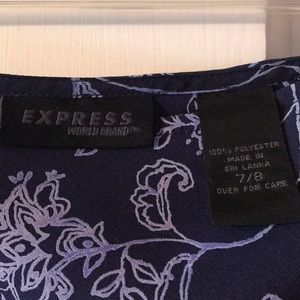 EXPRESS
WORLD BRAND™
100% POLYESTER
MADE IN
SRI LANKA
7/8
OVER FOR CARE